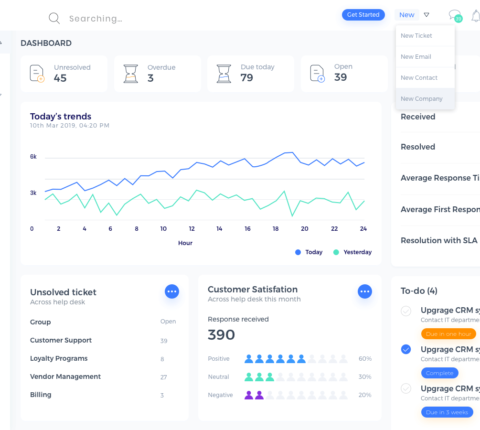 Searching...
Get Started
New
New Ticket
New Email
New Contact
New Company
DASHBOARD
Unresolved
45
Overdue
3
Due today
79
Open
39
Today's trends
10th Mar 2019: 04:20 PM
6k
3k
0 2 4 6 8 10 12 14 16 18 20 22 24
Hour
Today Yesterday
Received
Resolved
Average Response Ti
Average First Respon
Resolution with SLA
Unsolved ticket
Across help desk
Group Open
Customer Support 39
Loyalty Programs 8
Vendor Management 27
Billing 3
Customer Satisfation
Across help desk this month
Response received
390
Positive 60%
Neutral 30%
Negative 20%
To-do (4)
Upgrage CRM sy
Contact IT departme
Due in one hour
Upgrage CRM sy
Contact IT departme
Complete
Upgrage CRM sy
Contact IT departme
Due in 3 weeks